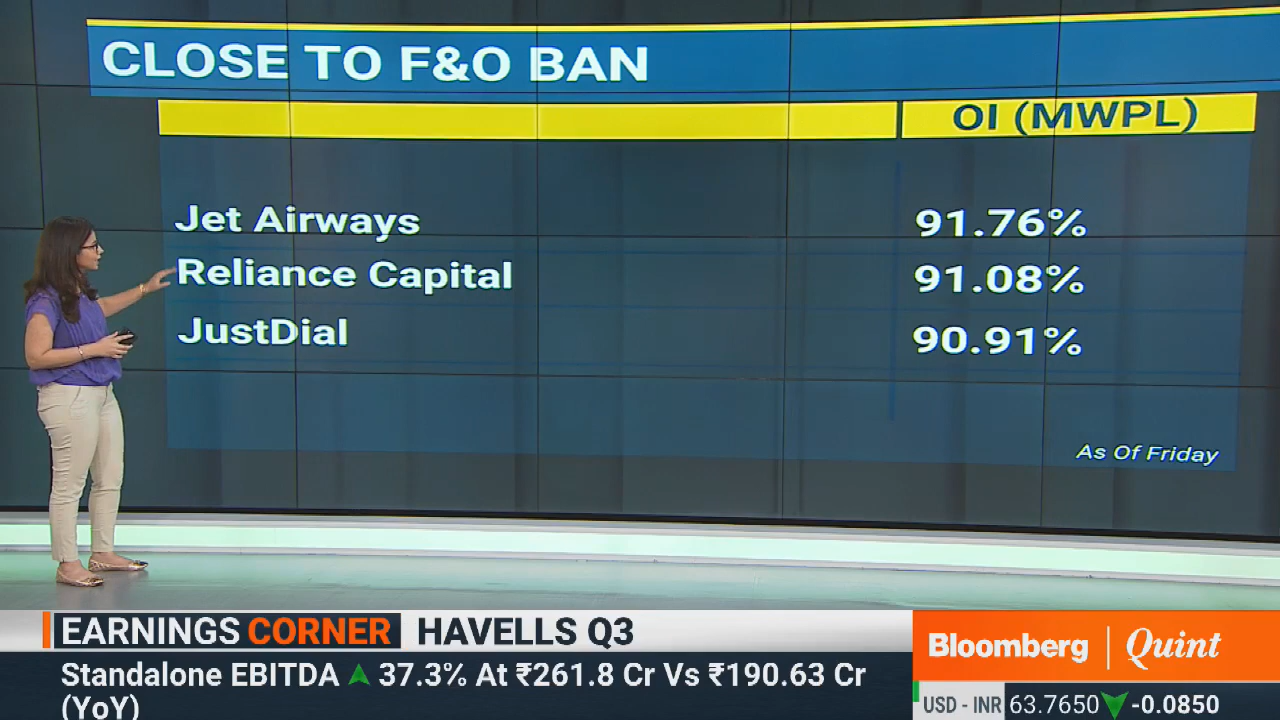 CLOSE TO F&O BAN
OI (MWPL)
Jet Airways 91.76%
Reliance Capital 91.08%
JustDial 90.91%
As Of Friday
EARNINGS CORNER HAVELLS Q3
Standalone EBITDA ▲ 37.3% At ₹261.8 Cr Vs ₹190.63 Cr
(YoY)
Bloomberg | Quint
USD - INR 63.7650 ▼ -0.0850